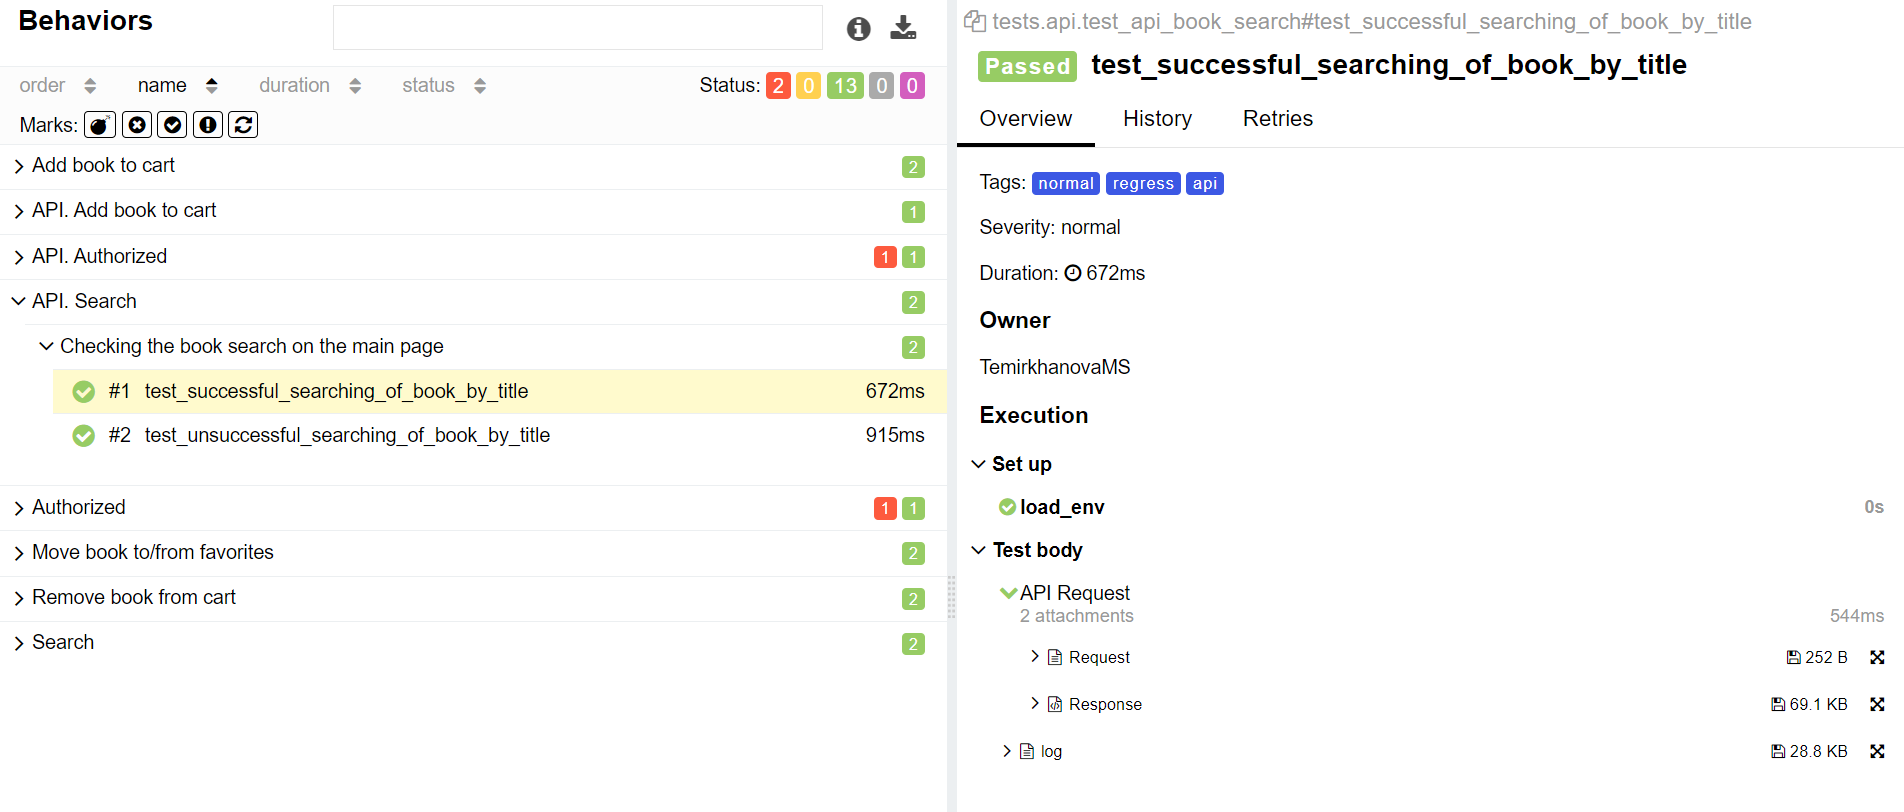 Behaviors
order name duration status Status: 2 0 13 0 0
Marks:
Add book to cart 2
API. Add book to cart 1
API. Authorized 1 1
API. Search 2
Checking the book search on the main page 2
#1 test_successful_searching_of_book_by_title 672ms
#2 test_unsuccessful_searching_of_book_by_title 915ms
Authorized 1 1
Move book to/from favorites 2
Remove book from cart 2
Search 2
tests.api.test_api_book_search#test_successful_searching_of_book_by_title
Passed test_successful_searching_of_book_by_title
Overview History Retries
Tags: normal regress api
Severity: normal
Duration: 672ms
Owner
TemirkhanovaMS
Execution
Set up
load_env 0s
Test body
API Request
2 attachments 544ms
Request 252 B
Response 69.1 KB
log 28.8 KB